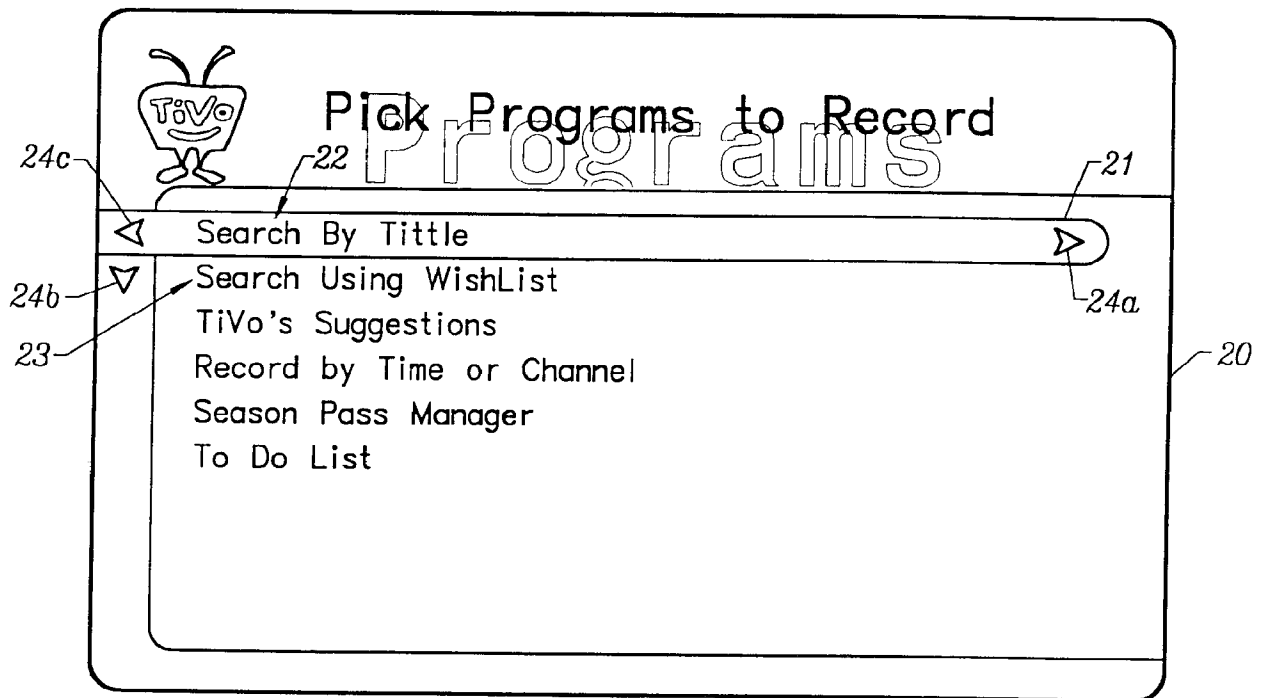 TiVo
Pick Programs to Record
Programs
24c
22
21
Search By Tittle
24b
Search Using WishList
24a
23
TiVo's Suggestions
Record by Time or Channel
20
Season Pass Manager
To Do List